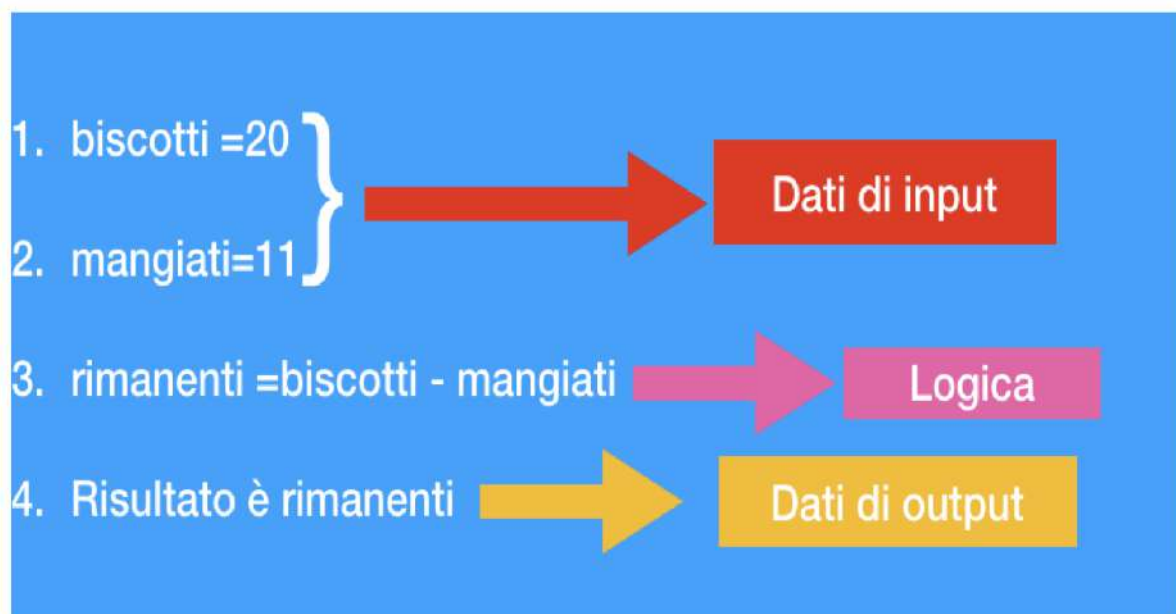 1. biscotti =20
2. mangiati=11
Dati di input
3. rimanenti =biscotti - mangiati
Logica
4. Risultato è rimanenti
Dati di output